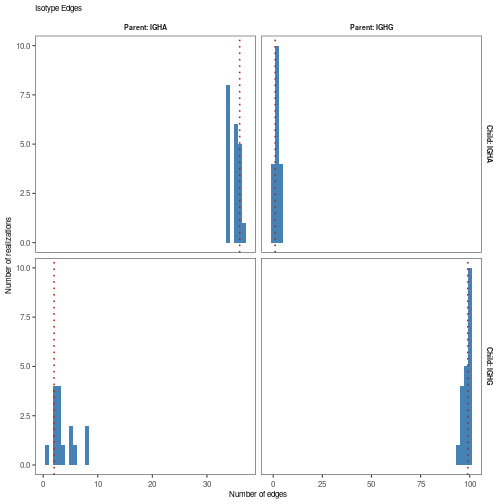 Isotype Edges
Parent: IGHA
Parent: IGHG
10.0
7.5
5.0
2.5
0.0
Child: IGHA
10.0
7.5
5.0
2.5
0.0
Child: IGHG
Number of realizations
0
10
20
30
0
25
50
75
100
Number of edges